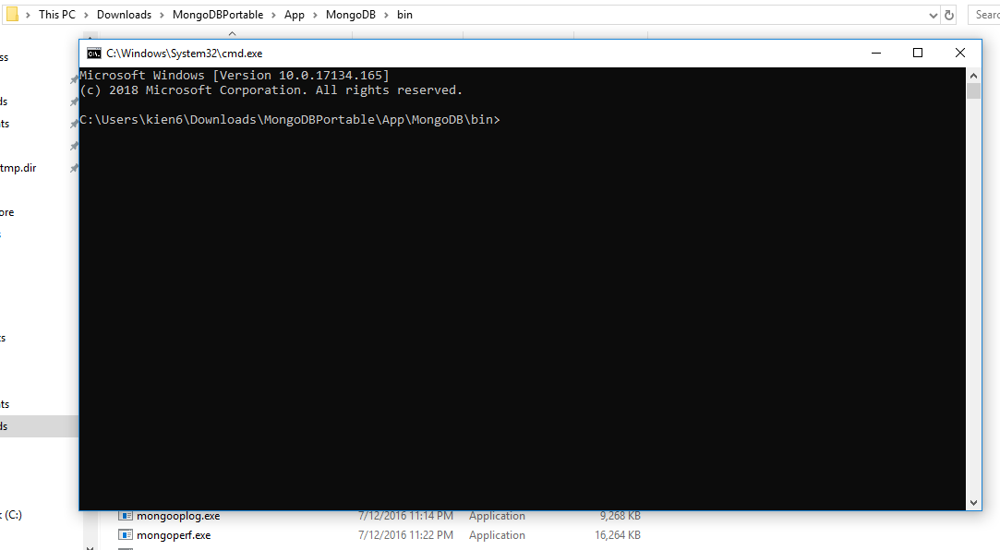 This PC > Downloads > MongoDBPortable > App > MongoDB > bin
Sear
C:\Windows\System32\cmd.exe
Microsoft Windows [Version 10.0.17134.165]
(c) 2018 Microsoft Corporation. All rights reserved.
C:\Users\kien6\Downloads\MongoDBPortable\App\MongoDB\bin>
ss
ds
ts
tmp.dir
ore
s
ts
ts
ds
(C:)
mongooplog.exe 7/12/2016 11:14 PM Application 9,268 KB
mongoperf.exe 7/12/2016 11:22 PM Application 16,264 KB